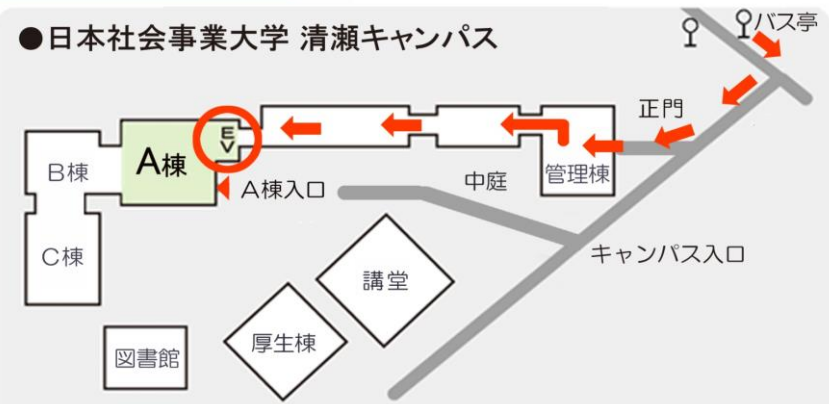 ●日本社会事業大学 清瀬キャンパス
バス亭
正門
EV
A棟
B棟
A棟入口
中庭
管理棟
C棟
キャンパス入口
講堂
厚生棟
図書館